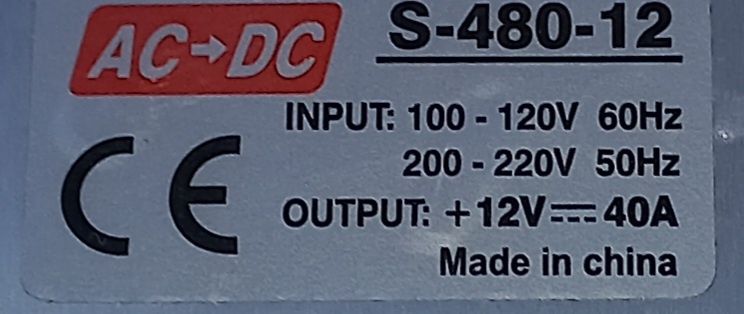 AC→DC
S-480-12
INPUT: 100 - 120V 60Hz
200 - 220V 50Hz
OUTPUT: +12V⎓40A
Made in china
CE